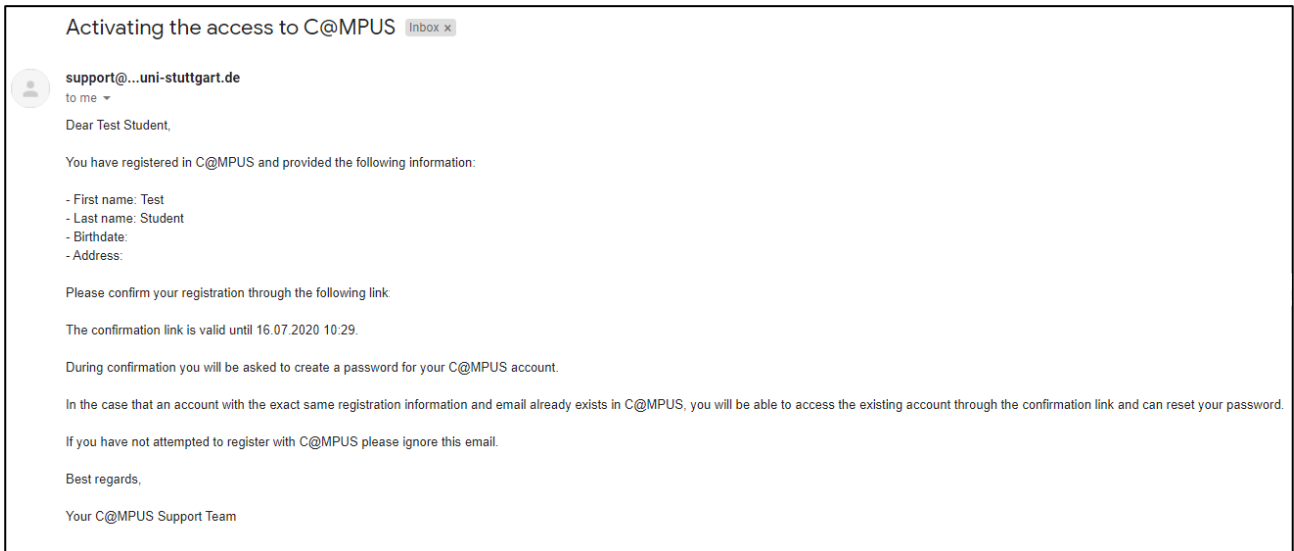 Activating the access to C@MPUS Inbox x
support@...uni-stuttgart.de
to me
Dear Test Student,
You have registered in C@MPUS and provided the following information:
- First name: Test
- Last name: Student
- Birthdate:
- Address:
Please confirm your registration through the following link:
The confirmation link is valid until 16.07.2020 10:29.
During confirmation you will be asked to create a password for your C@MPUS account.
In the case that an account with the exact same registration information and email already exists in C@MPUS, you will be able to access the existing account through the confirmation link and can reset your password.
If you have not attempted to register with C@MPUS please ignore this email.
Best regards,
Your C@MPUS Support Team